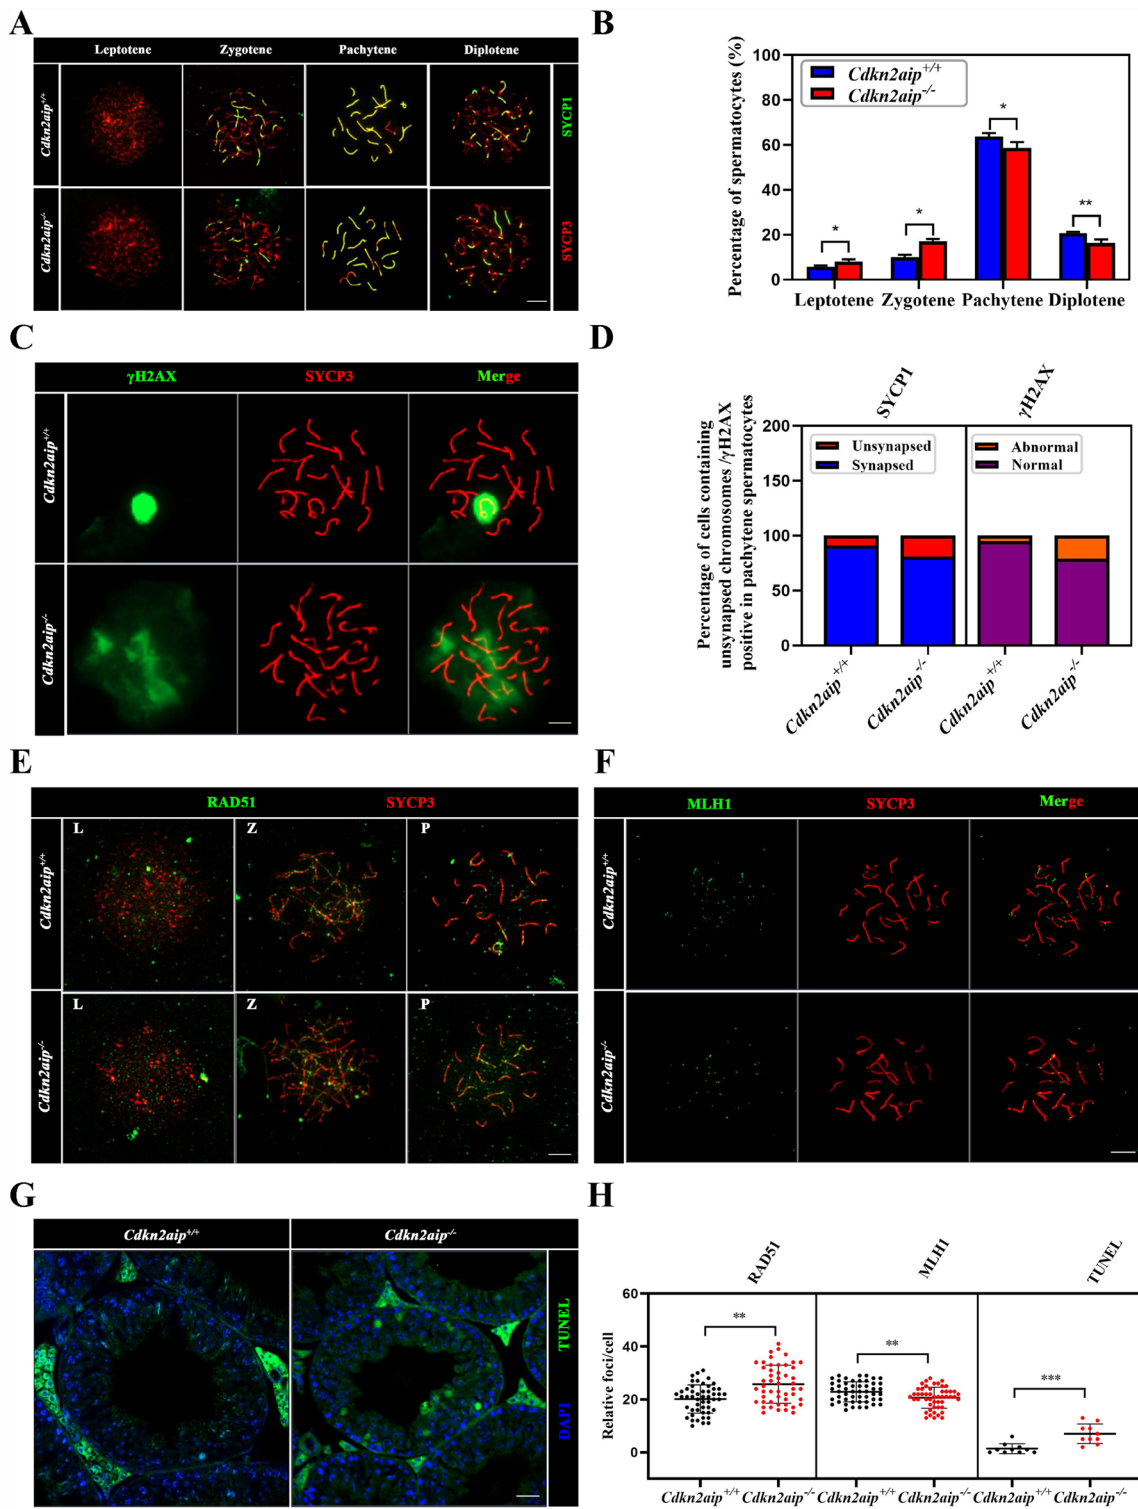 A
Leptotene Zygotene Pachytene Diplotene
Cdkn2aip+/+
Cdkn2aip-/-
SYCP1
SYCP3
B
Percentage of spermatocytes (%)
100
80
60
40
20
0
Cdkn2aip+/+
Cdkn2aip-/-
*
*
*
**
Leptotene Zygotene Pachytene Diplotene
C
γH2AX SYCP3 Merge
Cdkn2aip+/+
Cdkn2aip-/-
D
SYCP1 γH2AX
Percentage of cells containing
unsynapsed chromosomes /γH2AX
positive in pachytene spermatocytes
200
150
100
50
0
Unsynapsed
Synapsed
Abnormal
Normal
Cdkn2aip+/+ Cdkn2aip-/- Cdkn2aip+/+ Cdkn2aip-/-
E
RAD51 SYCP3
Cdkn2aip+/+
L Z P
Cdkn2aip-/-
L Z P
F
MLH1 SYCP3 Merge
Cdkn2aip+/+
Cdkn2aip-/-
G
Cdkn2aip+/+ Cdkn2aip-/-
TUNEL
DAPI
H
RAD51 MLH1 TUNEL
Relative foci/cell
60
40
20
0
** ** ***
Cdkn2aip+/+ Cdkn2aip-/- Cdkn2aip+/+ Cdkn2aip-/- Cdkn2aip+/+ Cdkn2aip-/-